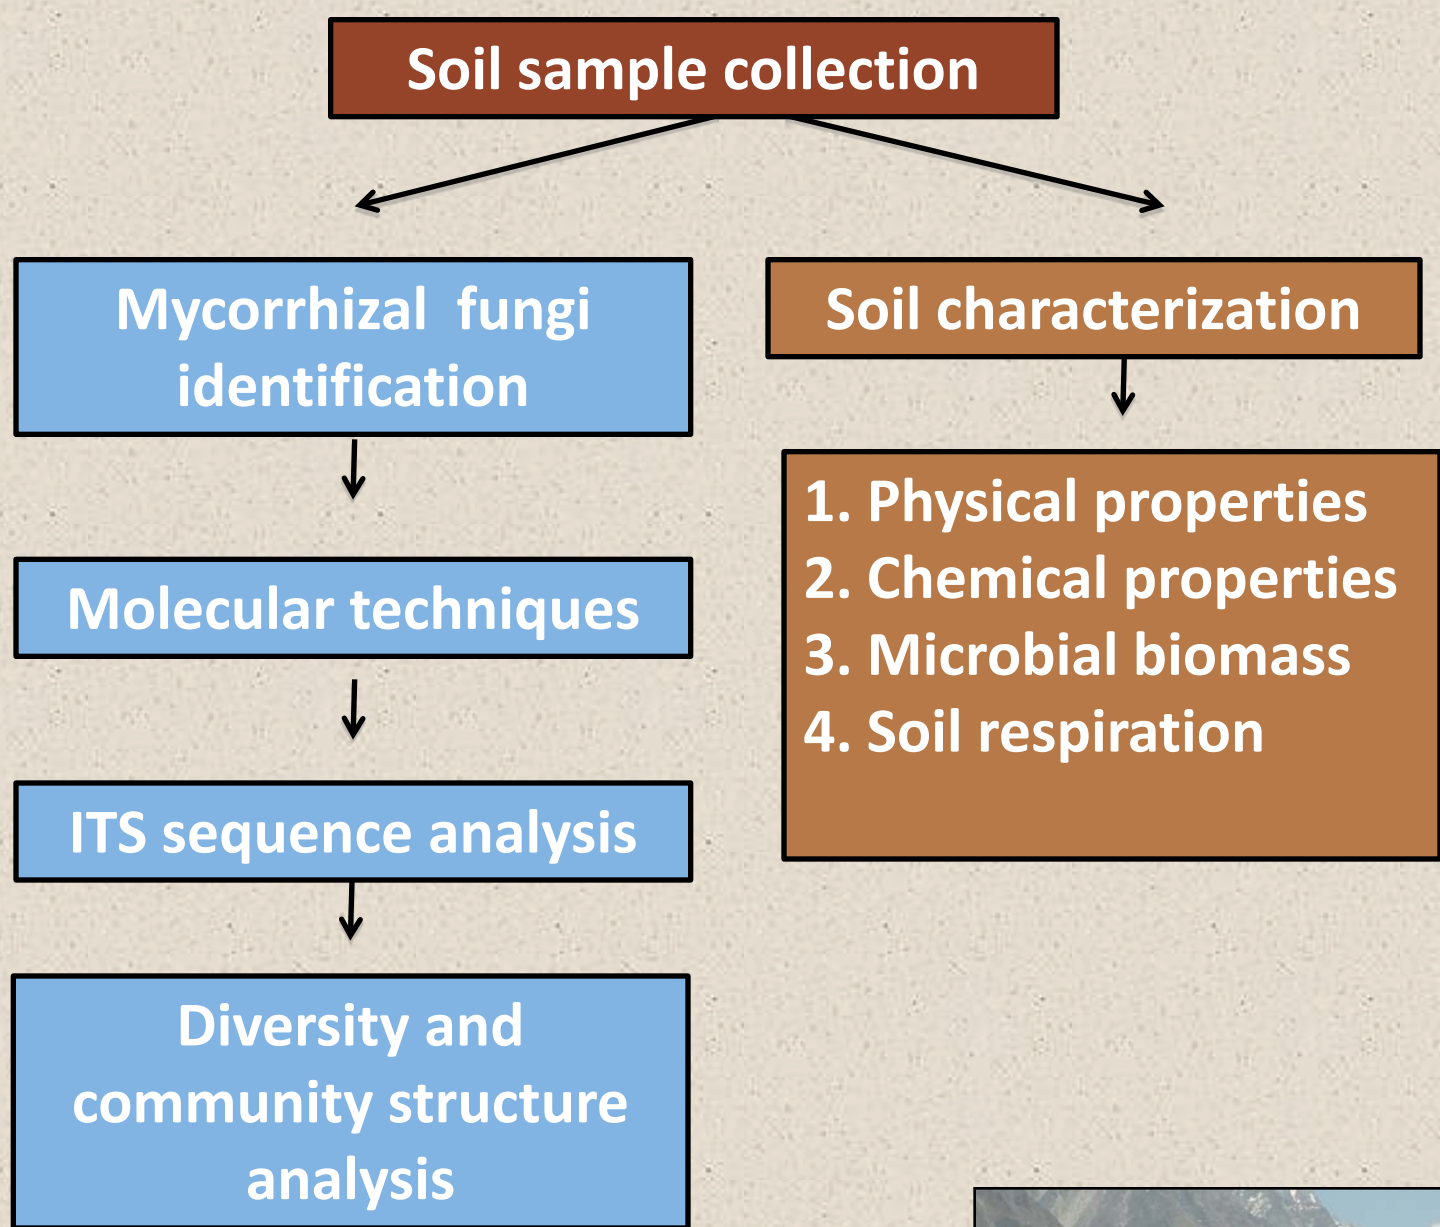 Soil sample collection
Mycorrhizal fungi
identification
Soil characterization
Molecular techniques
1. Physical properties
2. Chemical properties
3. Microbial biomass
4. Soil respiration
ITS sequence analysis
Diversity and
community structure
analysis